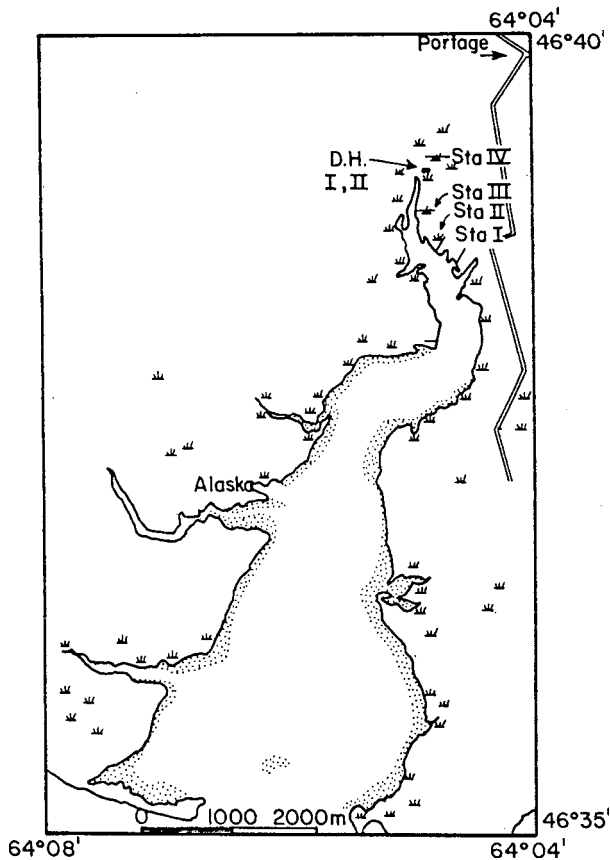 64°04'
46°40'
Portage
D.H.
I, II
Sta IV
Sta III
Sta II
Sta I
Alaska
0 1000 2000m
46°35'
64°08'
64°04'